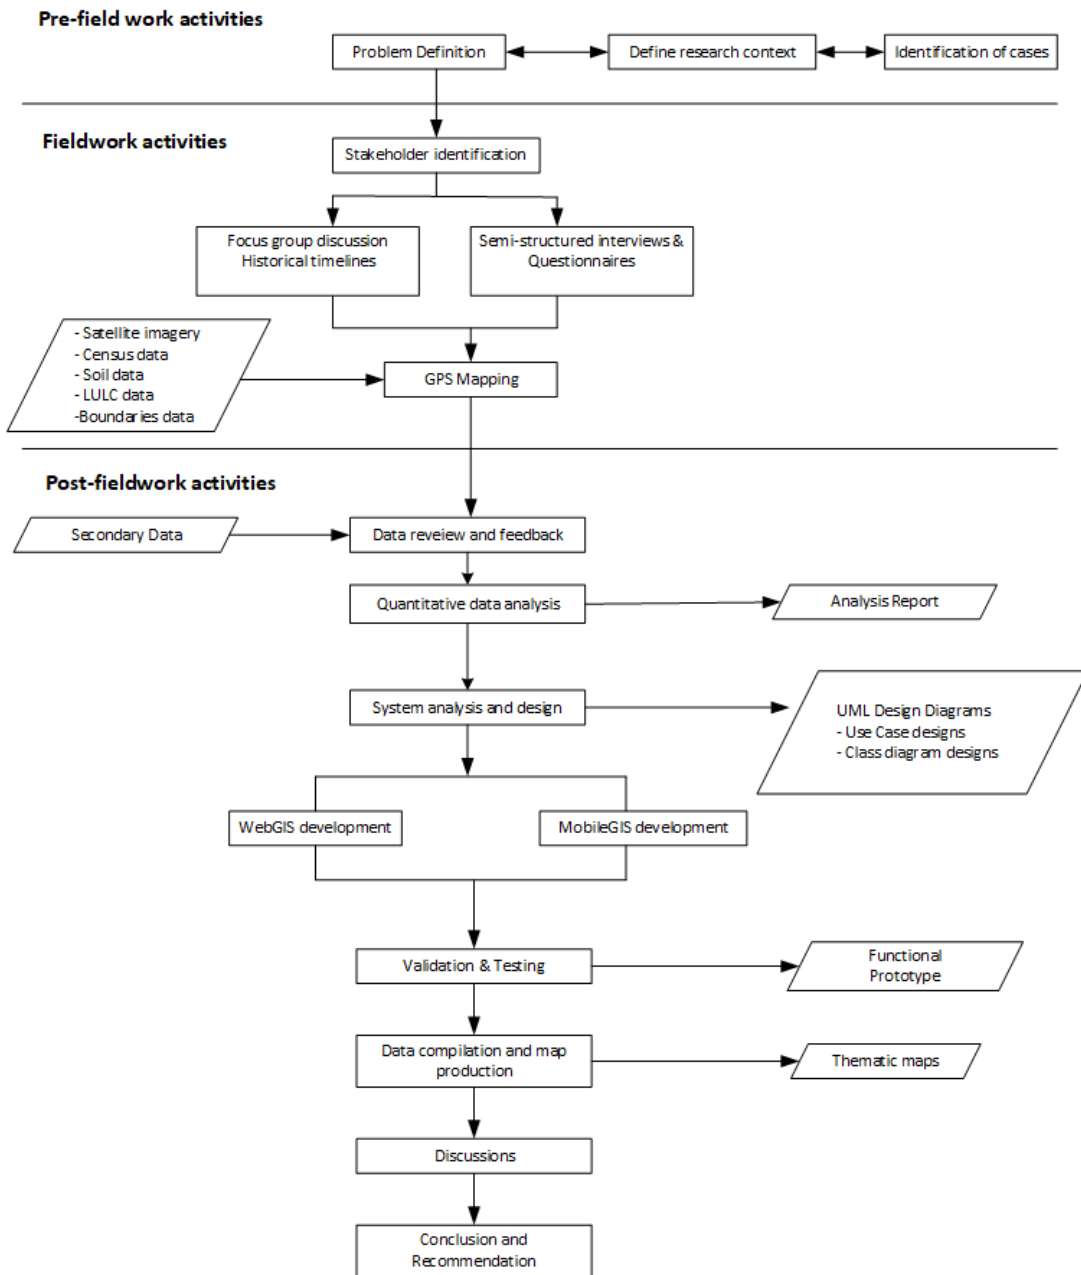 Pre-field work activities
Problem Definition
Define research context
Identification of cases
Fieldwork activities
Stakeholder identification
Focus group discussion
Historical timelines
Semi-structured interviews &
Questionnaires
- Satellite imagery
- Census data
- Soil data
- LULC data
-Boundaries data
GPS Mapping
Post-fieldwork activities
Secondary Data
Data reveiew and feedback
Quantitative data analysis
Analysis Report
System analysis and design
UML Design Diagrams
- Use Case designs
- Class diagram designs
WebGIS development
MobileGIS development
Validation & Testing
Functional
Prototype
Data compilation and map
production
Thematic maps
Discussions
Conclusion and
Recommendation